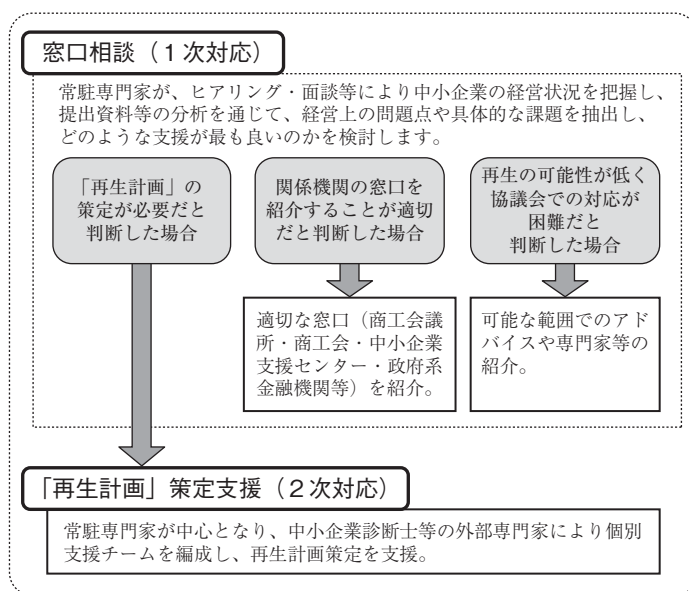 窓口相談(1次対応)
常駐専門家が、ヒアリング・面談等により中小企業の経営状況を把握し、
提出資料等の分析を通じて、経営上の問題点や具体的な課題を抽出し、
どのような支援が最も良いのかを検討します。
「再生計画」の
策定が必要だと
判断した場合
関係機関の窓口を
紹介することが適切
だと判断した場合
再生の可能性が低く
協議会での対応が
困難だと
判断した場合
適切な窓口(商工会議
所・商工会・中小企業
支援センター・政府系
金融機関等)を紹介。
可能な範囲でのアド
バイスや専門家等の
紹介。
「再生計画」策定支援(2次対応)
常駐専門家が中心となり、中小企業診断士等の外部専門家により個別
支援チームを編成し、再生計画策定を支援。